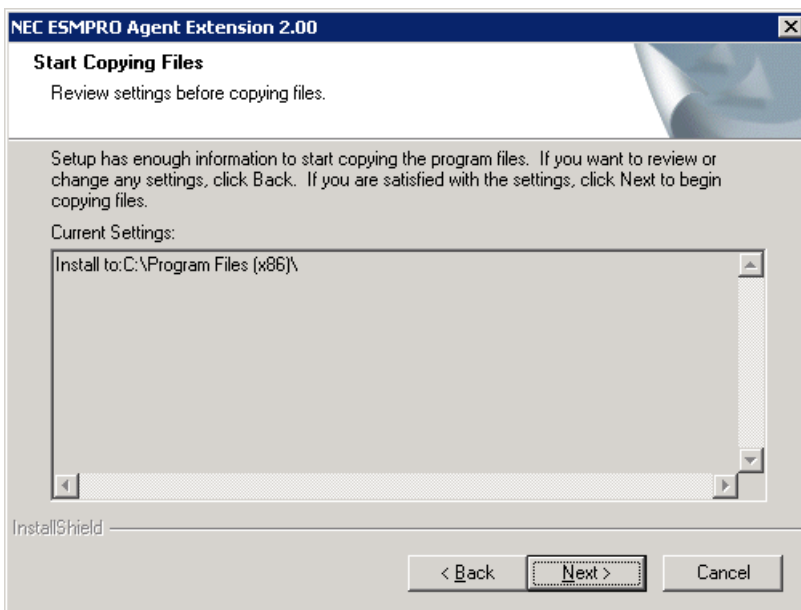 NEC ESMPRO Agent Extension 2.00
Start Copying Files
Review settings before copying files.
Setup has enough information to start copying the program files.  If you want to review or
change any settings, click Back.  If you are satisfied with the settings, click Next to begin
copying files.
Current Settings:
Install to:C:\Program Files (x86)\
InstallShield
< Back
Next >
Cancel